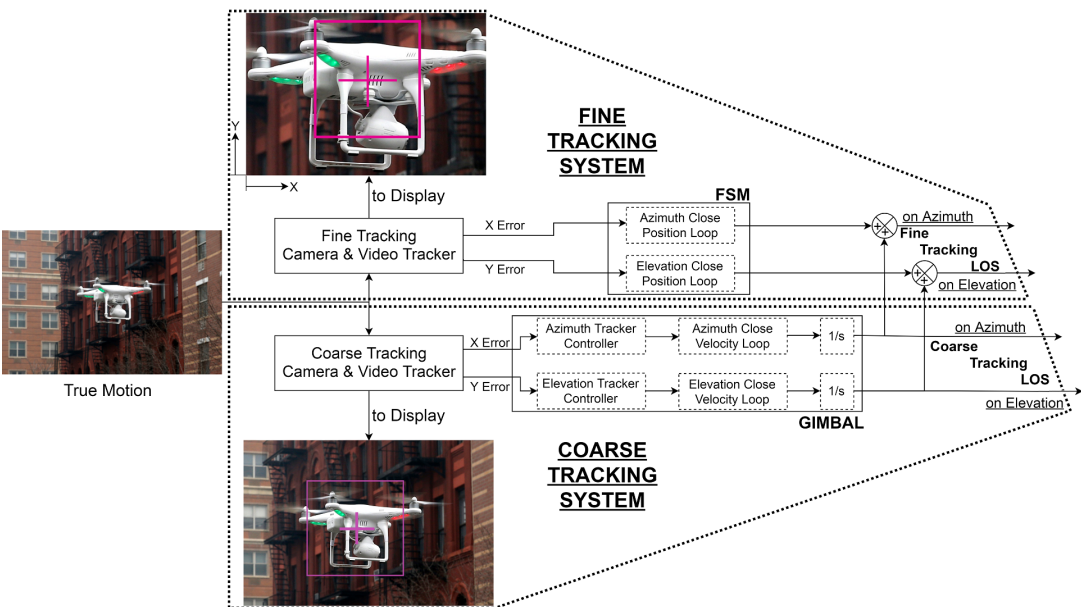 FINE
TRACKING
SYSTEM
Y
X
to Display
FSM
Fine Tracking
Camera & Video Tracker
X Error
Y Error
Azimuth Close
Position Loop
Elevation Close
Position Loop
+
+
on Azimuth
Fine
Tracking
LOS
+
+
on Elevation
True Motion
Coarse Tracking
Camera & Video Tracker
X Error
Y Error
Azimuth Tracker
Controller
Azimuth Close
Velocity Loop
1/s
Elevation Tracker
Controller
Elevation Close
Velocity Loop
1/s
GIMBAL
on Azimuth
Coarse
Tracking
LOS
on Elevation
to Display
COARSE
TRACKING
SYSTEM